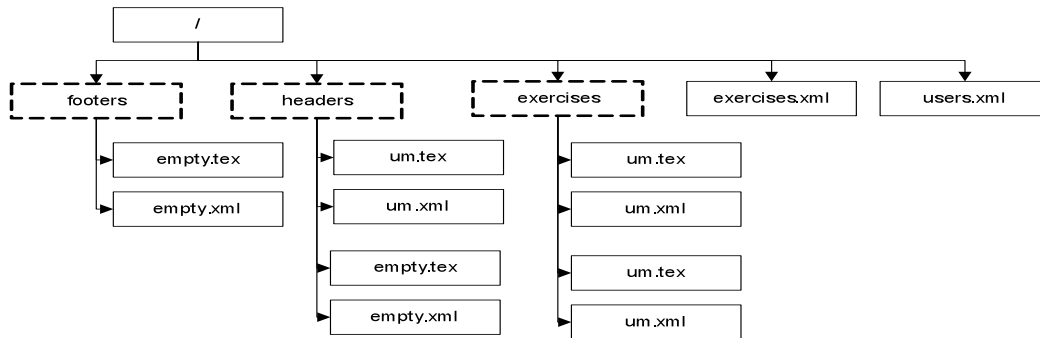 /
footers
headers
exercises
exercises.xml
users.xml
empty.tex
empty.xml
um.tex
um.xml
empty.tex
empty.xml
um.tex
um.xml
um.tex
um.xml